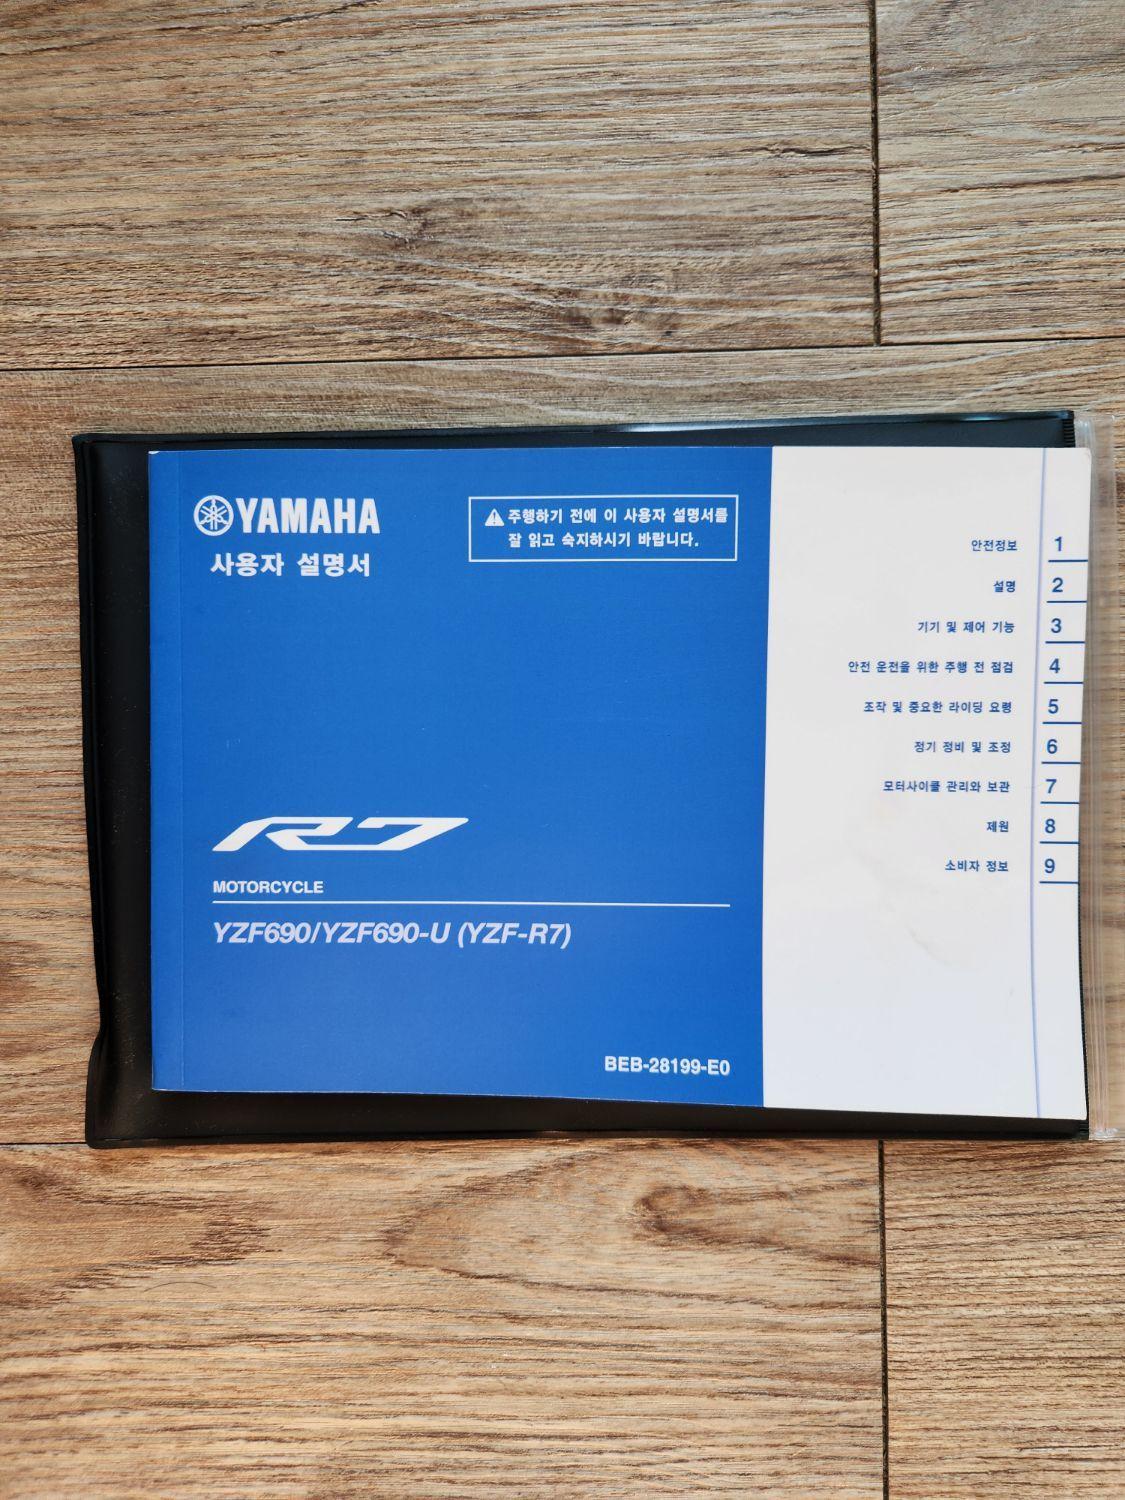 YAMAHA
사용자 설명서
주행하기 전에 이 사용자 설명서를
잘 읽고 숙지하시기 바랍니다.
R7
MOTORCYCLE
YZF690/YZF690-U (YZF-R7)
BEB-28199-E0
안전정보 1
설명 2
기기 및 제어 기능 3
안전 운전을 위한 주행 전 점검 4
조작 및 중요한 라이딩 요령 5
정기 정비 및 조정 6
모터사이클 관리와 보관 7
제원 8
소비자 정보 9